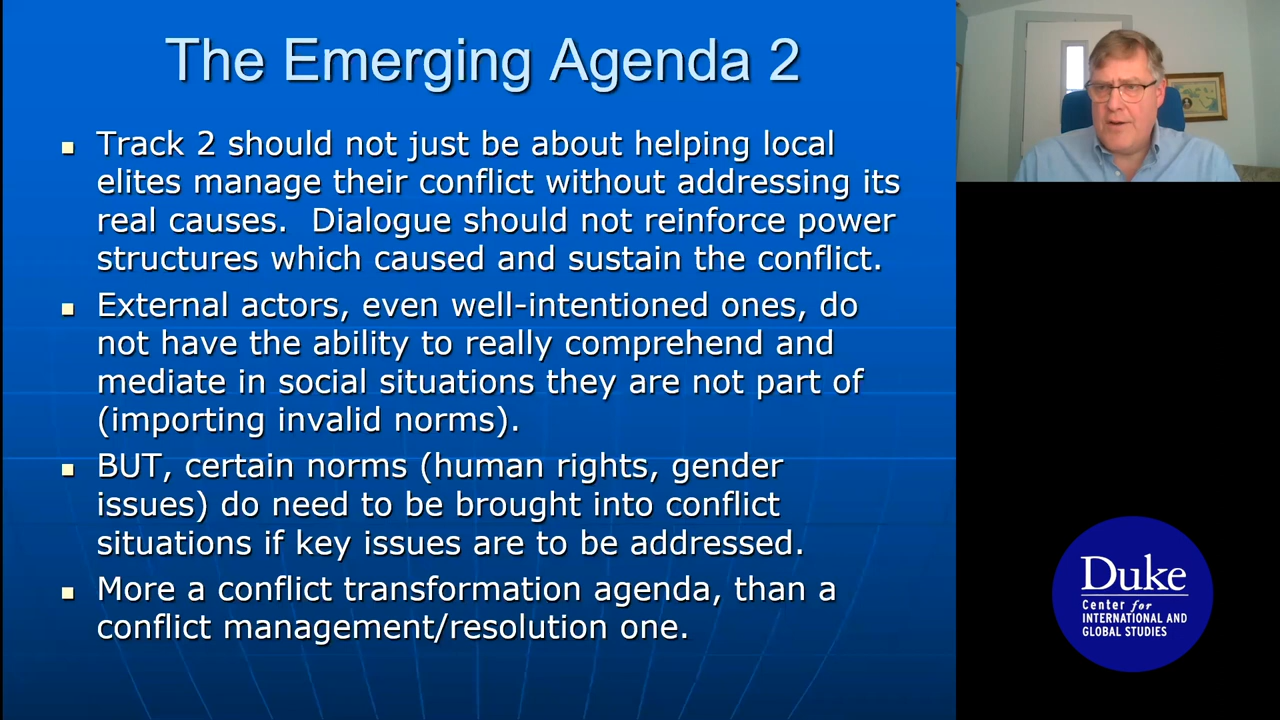 The Emerging Agenda 2
Track 2 should not just be about helping local
elites manage their conflict without addressing its
real causes.  Dialogue should not reinforce power
structures which caused and sustain the conflict.
External actors, even well-intentioned ones, do
not have the ability to really comprehend and
mediate in social situations they are not part of
(importing invalid norms).
BUT, certain norms (human rights, gender
issues) do need to be brought into conflict
situations if key issues are to be addressed.
More a conflict transformation agenda, than a
conflict management/resolution one.
Duke
Center for
INTERNATIONAL AND
GLOBAL STUDIES